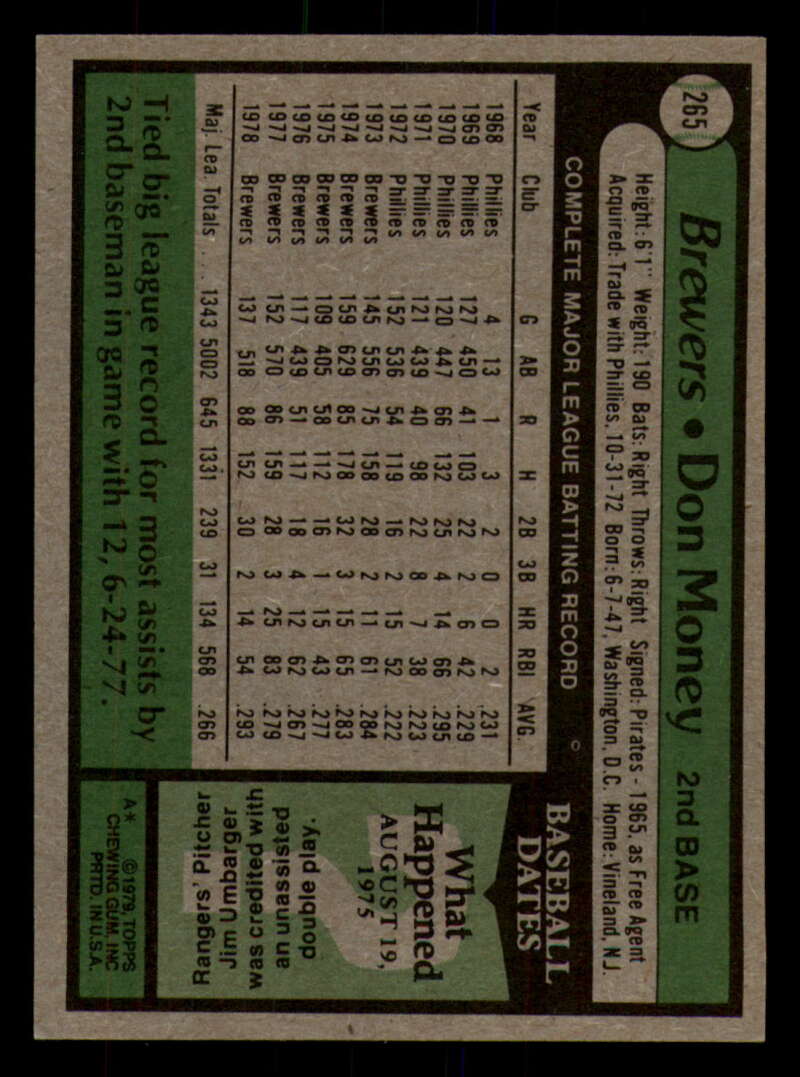 265
Brewers • Don Money 2nd BASE
Height: 6'1" Weight: 190 Bats: Right Throws: Right Signed: Pirates - 1965, as Free Agent
Acquired: Trade with Phillies, 10-31-72 Born: 6-7-47, Washington, D.C. Home: Vineland, N.J.
COMPLETE MAJOR LEAGUE BATTING RECORD ©
Year Club G AB R H 2B 3B HR RBI AVG.
1968 Phillies 4 13 1 3 2 0 0 2 .231
1969 Phillies 127 450 41 103 22 2 6 42 .229
1970 Phillies 120 447 66 132 25 4 14 66 .295
1971 Phillies 121 439 40 98 22 8 7 38 .223
1972 Phillies 152 536 54 119 16 2 15 52 .222
1973 Brewers 145 556 75 158 28 2 11 61 .284
1974 Brewers 159 629 85 178 32 3 15 65 .283
1975 Brewers 109 405 58 112 16 1 15 43 .277
1976 Brewers 117 439 51 117 18 4 12 62 .267
1977 Brewers 152 570 86 159 28 3 25 83 .279
1978 Brewers 137 518 88 152 30 2 14 54 .293
Maj. Lea. Totals . . . 1343 5002 645 1331 239 31 134 568 .266
Tied big league record for most assists by
2nd baseman in game with 12, 6-24-77.
BASEBALL
DATES
What
Happened
AUGUST 19,
1975
Rangers' Pitcher
Jim Umbarger
was credited with
an unassisted
double play.
A* ©1979, TOPPS
CHEWING GUM, INC
PRTD. IN U.S.A.